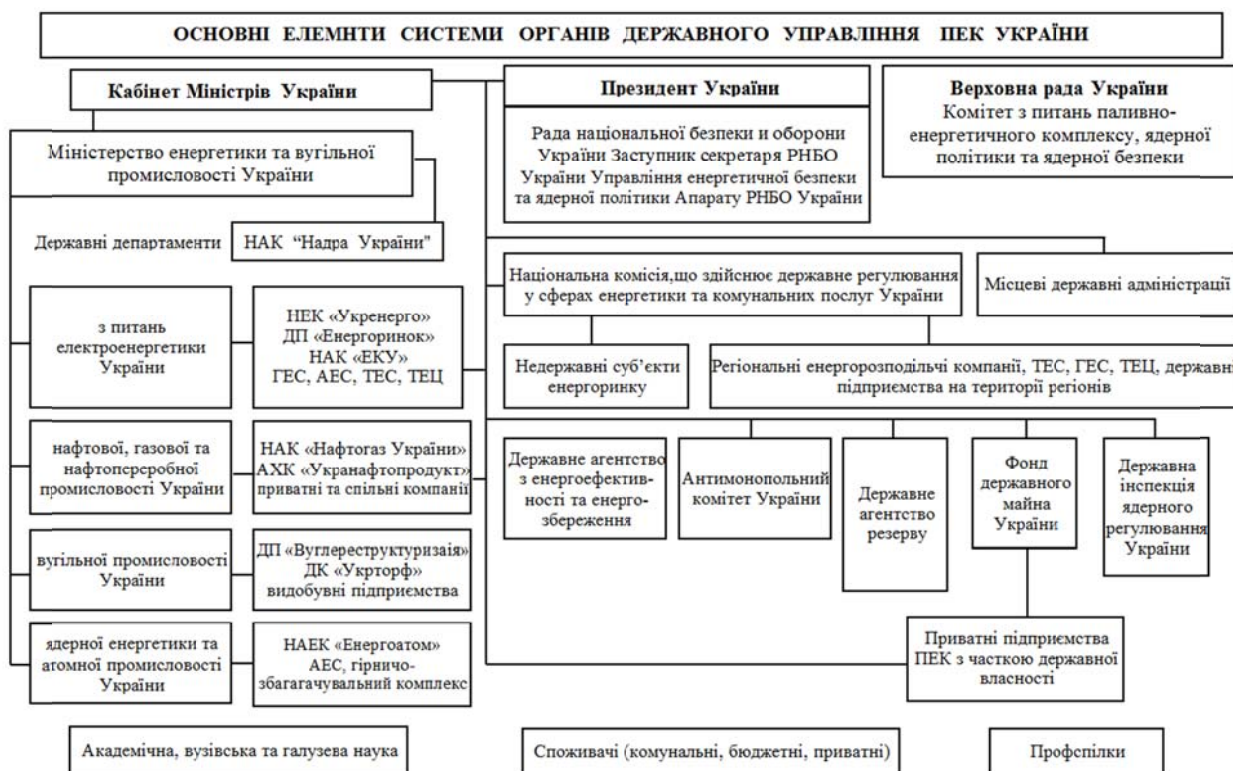 ОСНОВНІ ЕЛЕМНТИ СИСТЕМИ ОРГАНІВ ДЕРЖАВНОГО УПРАВЛІННЯ ПЕК УКРАЇНИ
Кабінет Міністрів України
Президент України
Рада національної безпеки и оборони
України Заступник секретаря РНБО
України Управління енергетичної безпеки
та ядерної політики Апарату РНБО України
Верховна рада України
Комітет з питань паливно-
енергетичного комплексу, ядерної
політики та ядерної безпеки
Міністерство енергетики та вугільної
промисловості України
Державні департаменти
НАК “Надра України"
Національна комісія,що здійснює державне регулювання
у сферах енергетики та комунальних послуг України
Місцеві державні адміністрації
з питань
електроенергетики
України
НЕК «Укренерго»
ДП «Енергоринок»
НАК «ЕКУ»
ГЕС, АЕС, ТЕС, ТЕЦ
Недержавні суб’єкти
енергоринку
Регіональні енергорозподільчі компанії, ТЕС, ГЕС, ТЕЦ, державні
підприємства на території регіонів
нафтової, газової та
нафтопереробної
промисловості України
НАК «Нафтогаз України»
АХК «Укранафтопродукт»
приватні та спільні компанії
Державне агентство
з енергоефектив-
ності та енерго-
збереження
Антимонопольний
комітет України
Державне
агентство
резерву
Фонд
державного
майна
України
Державна
інспекція
ядерного
регулювання
України
вугільної промисловості
України
ДП «Вуглереструктуризаія»
ДК «Укрторф»
видобувні підприємства
ядерної енергетики та
атомної промисловості
України
НАЕК «Енергоатом»
АЕС, гірничо-
збагагачувальний комплекс
Приватні підприємства
ПЕК з часткою державної
власності
Академічна, вузівська та галузева наука
Споживачі (комунальні, бюджетні, приватні)
Профспілки